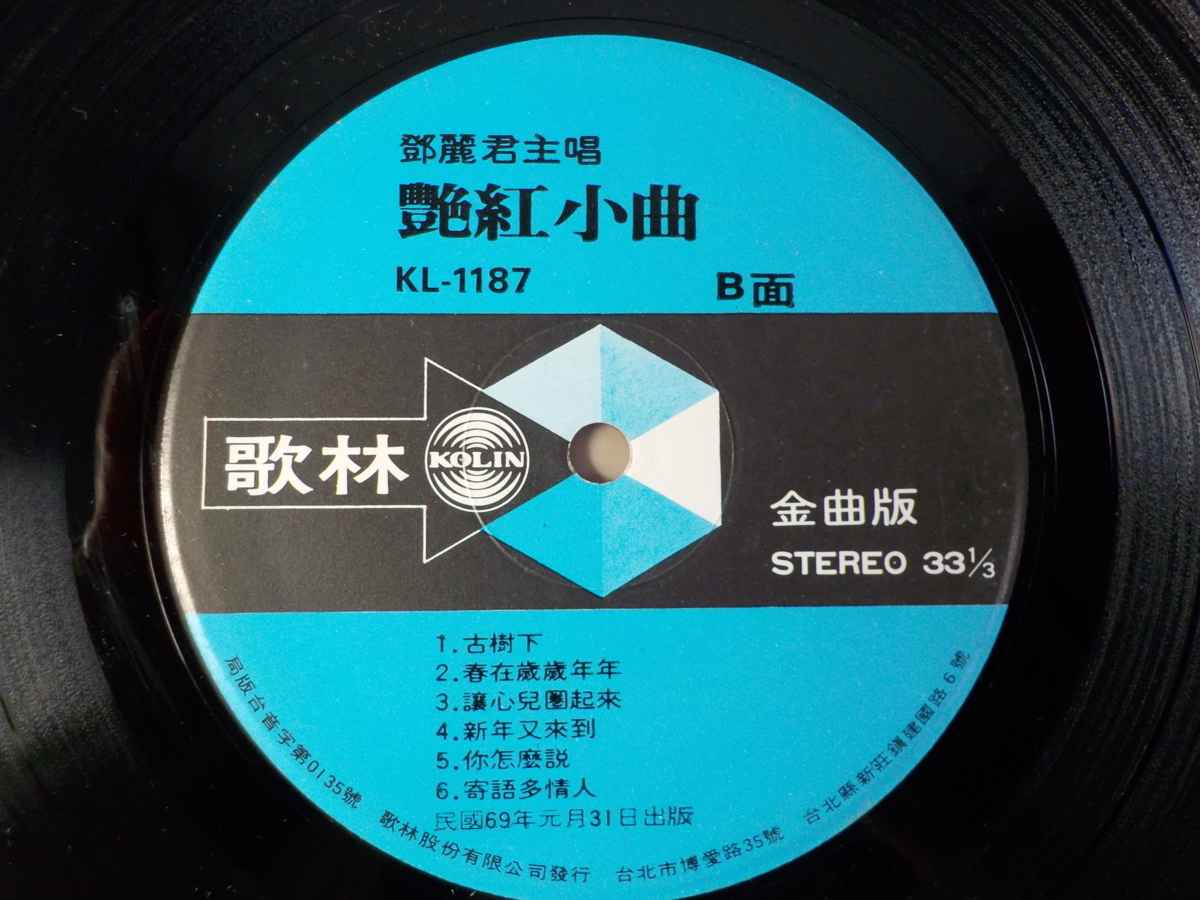 鄧麗君主唱
艷紅小曲
KL-1187
B面
歌林
KOLIN
金曲版
STEREO 33⅓
1.古樹下
2.春在歲歲年年
3.讓心兒圈起來
4.新年又來到
5.你怎麼説
6.寄語多情人
民國69年元月31日出版
局版台音字第0135號 歌林股份有限公司發行 台北市博愛路35號 台北縣新莊鎮建國路6號